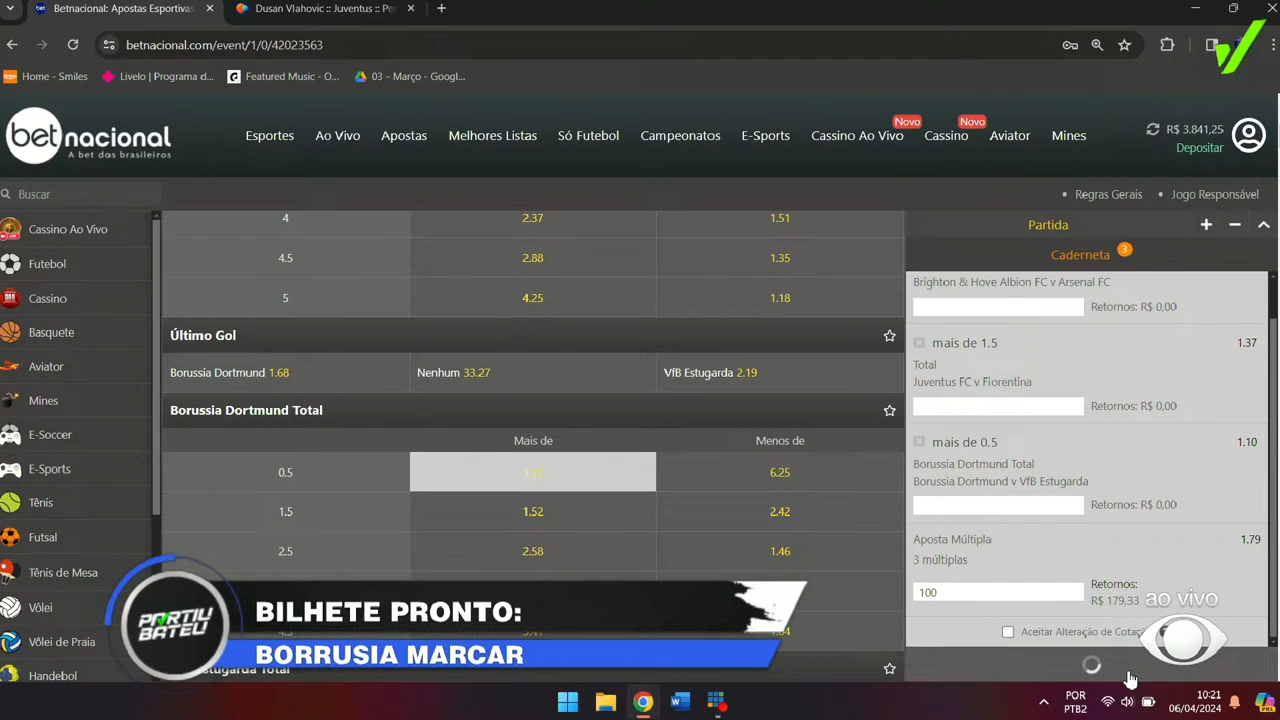 Betnacional: Apostas Esportivas
Dusan Vlahovic :: Juventus :: Pe
betnacional.com/event/1/0/42023563
Home - Smiles
Livelo | Programa d...
Featured Music - O...
03 - Março - Googl...
bet nacional
A bet dos brasileiros
Esportes
Ao Vivo
Apostas
Melhores Listas
Só Futebol
Campeonatos
E-Sports
Cassino Ao Vivo
Novo
Cassino
Novo
Aviator
Mines
R$ 3.841,25
Depositar
Buscar
Regras Gerais
Jogo Responsável
Cassino Ao Vivo
Futebol
Cassino
Basquete
Aviator
Mines
E-Soccer
E-Sports
Tênis
Futsal
Tênis de Mesa
Vôlei
Vôlei de Praia
Handebol
4 2.37 1.51
4.5 2.88 1.35
5 4.25 1.18
Último Gol
Borussia Dortmund 1.68 Nenhum 33.27 VfB Estugarda 2.19
Borussia Dortmund Total
Mais de Menos de
0.5 1.10 6.25
1.5 1.52 2.42
2.5 2.58 1.46
Partida
Caderneta 3
Brighton & Hove Albion FC v Arsenal FC
Retornos: R$ 0,00
mais de 1.5 1.37
Total
Juventus FC v Fiorentina
Retornos: R$ 0,00
mais de 0.5 1.10
Borussia Dortmund Total
Borussia Dortmund v VfB Estugarda
Retornos: R$ 0,00
Aposta Múltipla 1.79
3 múltiplas
100
Retornos:
R$ 179,33
ao vivo
Aceitar Alteração de Cotaç
PARTIU
BATEU
BILHETE PRONTO:
BORRUSIA MARCAR
POR
PTB2
10:21
06/04/2024